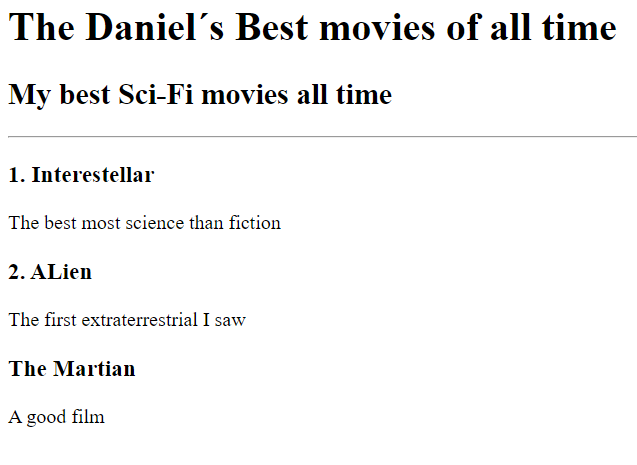 The Daniel´s Best movies of all time
My best Sci-Fi movies all time
1. Interestellar
The best most science than fiction
2. ALien
The first extraterrestrial I saw
The Martian
A good film